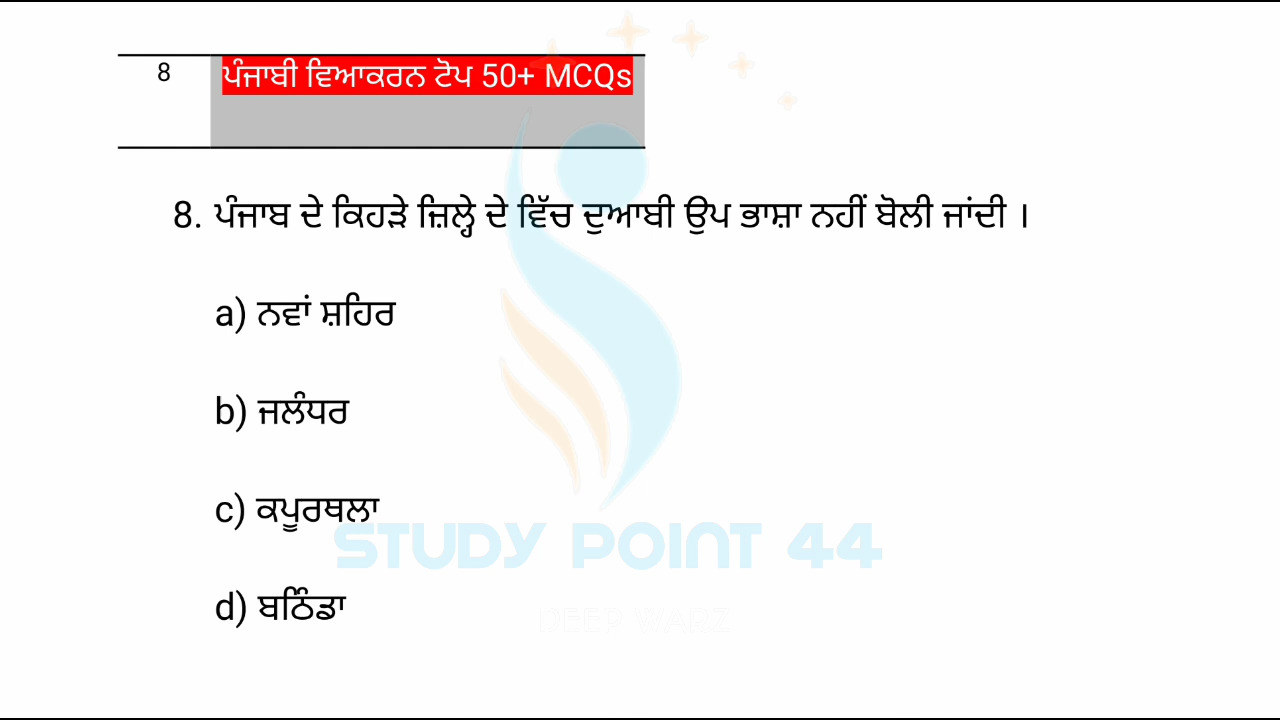 8
ਪੰਜਾਬੀ ਵਿਆਕਰਨ ਟੋਪ 50+ MCQs
8. ਪੰਜਾਬ ਦੇ ਕਿਹੜੇ ਜ਼ਿਲ੍ਹੇ ਦੇ ਵਿੱਚ ਦੁਆਬੀ ਉਪ ਭਾਸ਼ਾ ਨਹੀਂ ਬੋਲੀ ਜਾਂਦੀ ।
a) ਨਵਾਂ ਸ਼ਹਿਰ
b) ਜਲੰਧਰ
c) ਕਪੂਰਥਲਾ
STUDY POINT 44
d) ਬਠਿੰਡਾ
DEEP WARZ